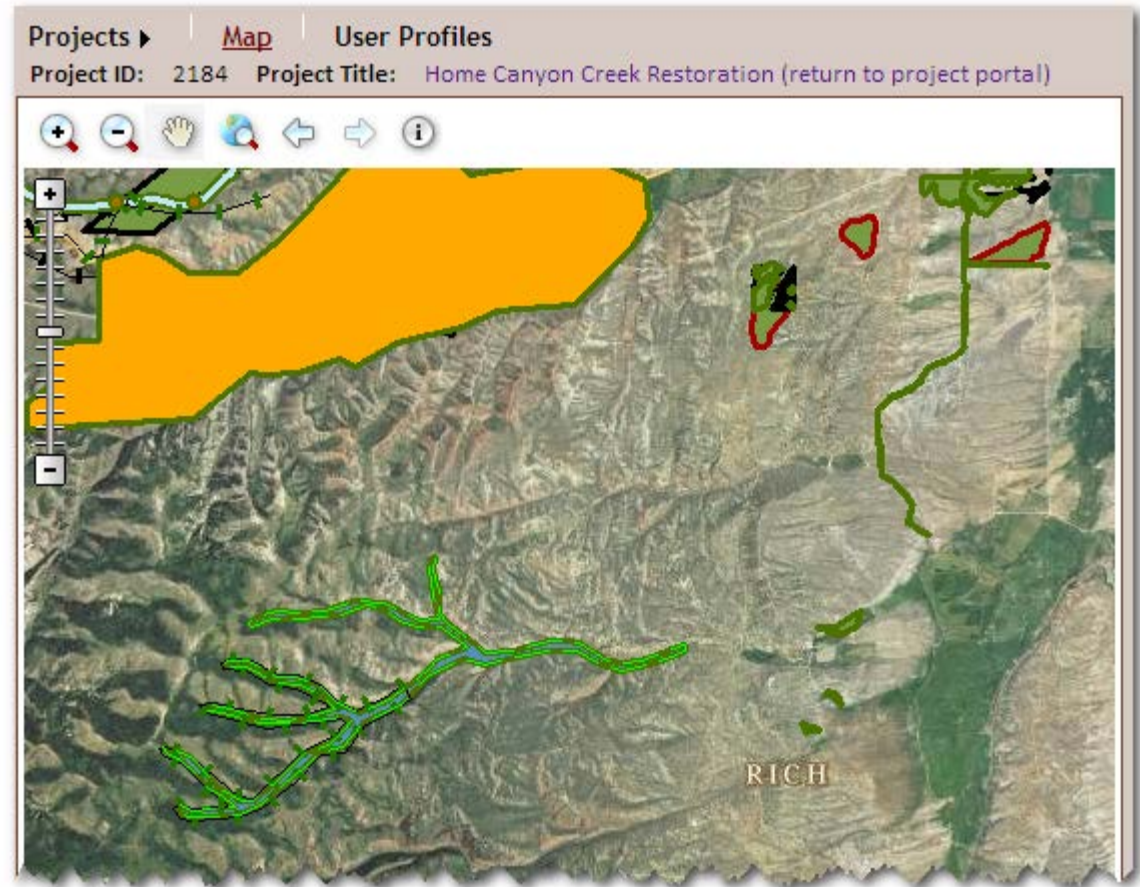 Projects Map User Profiles
Project ID: 2184 Project Title: Home Canyon Creek Restoration (return to project portal)
RICH